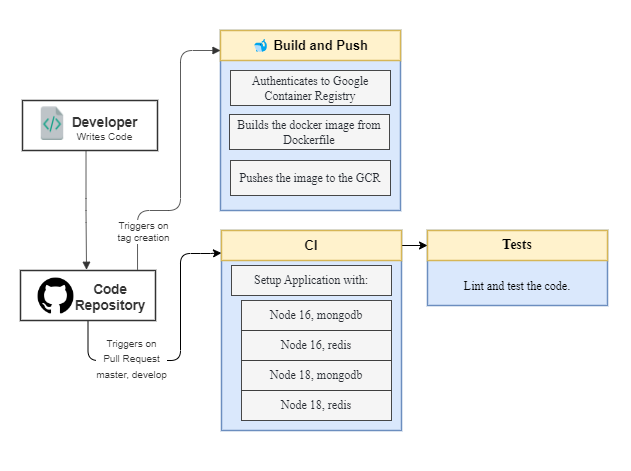 Build and Push
Authenticates to Google
Container Registry
Builds the docker image from
Dockerfile
Pushes the image to the GCR
</>
Developer
Writes Code
Triggers on
tag creation
Code
Repository
Triggers on
Pull Request
master, develop
CI
Setup Application with:
Node 16, mongodb
Node 16, redis
Node 18, mongodb
Node 18, redis
Tests
Lint and test the code.